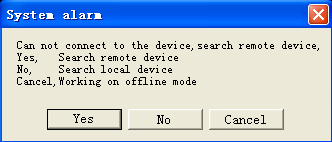 System alarm
Can not connect to the device,search remote device,
Yes, Search remote device
No, Search local device
Cancel,Working on offline mode
Yes No Cancel